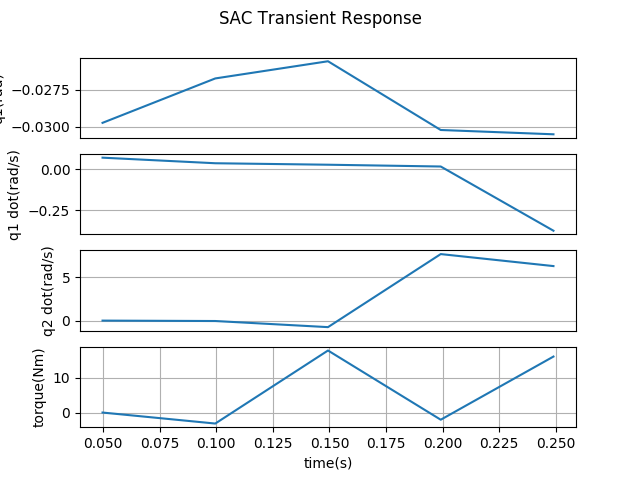 SAC Transient Response
−0.0275
−0.0300
q1(rad)
0.00
−0.25
q1 dot(rad/s)
5
0
q2 dot(rad/s)
10
0
torque(Nm)
0.050 0.075 0.100 0.125 0.150 0.175 0.200 0.225 0.250
time(s)